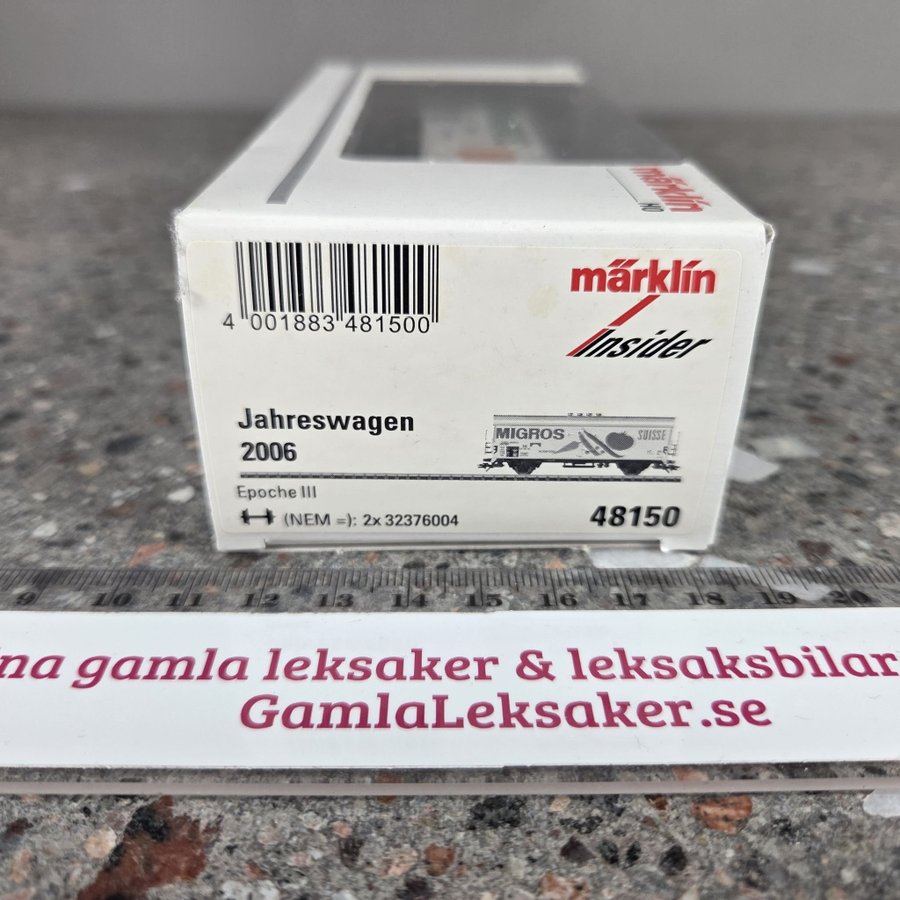 märklin
HO
4 001883 481500
märklin
Insider
Jahreswagen
2006
MIGROS
SUISSE
Epoche III
(NEM =): 2x 32376004
48150
9 10 11 12 13 14 15 16 17 18 19 20
na gamla leksaker & leksaksbilar
GamlaLeksaker.se